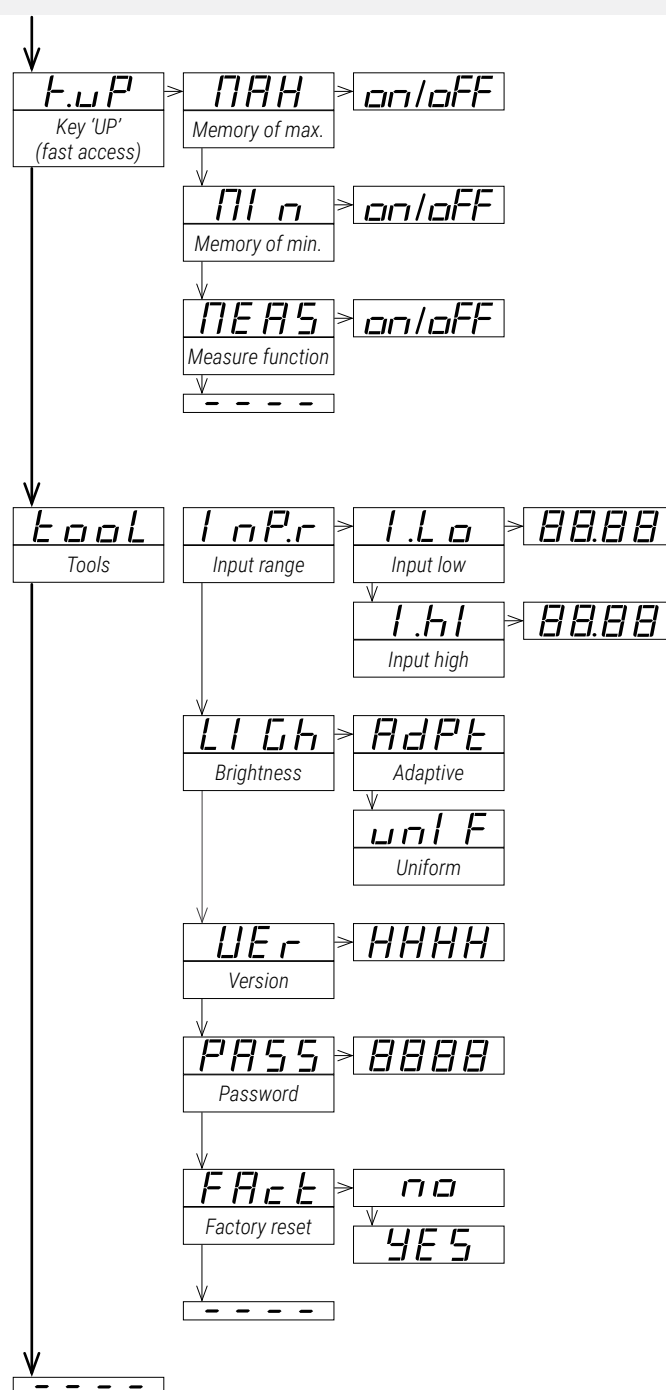 K.uP
Key ‘UP’
(fast access)
MAX
Memory of max.
on/oFF
MIn
Memory of min.
on/oFF
MEAS
Measure function
on/oFF
- - - -
tooL
Tools
InP.r
Input range
I.Lo
Input low
88.88
I.hI
Input high
88.88
LIGh
Brightness
AdPt
Adaptive
unIF
Uniform
VEr
Version
HHHH
PASS
Password
8888
FAct
Factory reset
no
YES
- - - -
- - - -